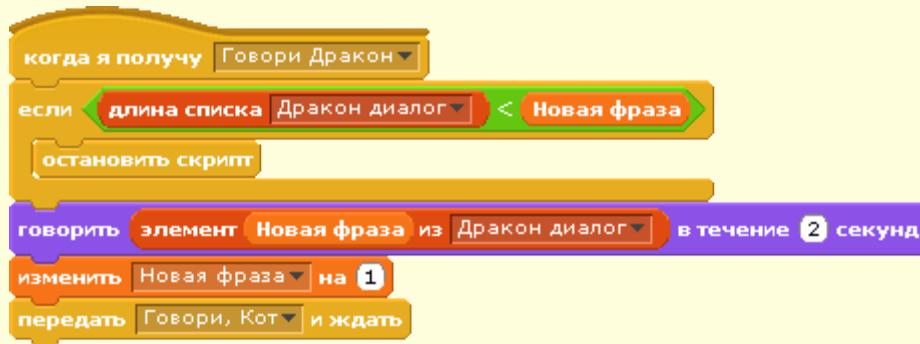 когда я получу Говори Дракон
если длина списка Дракон диалог < Новая фраза
остановить скрипт
говорить элемент Новая фраза из Дракон диалог в течение 2 секунд
изменить Новая фраза на 1
передать Говори, Кот и ждать